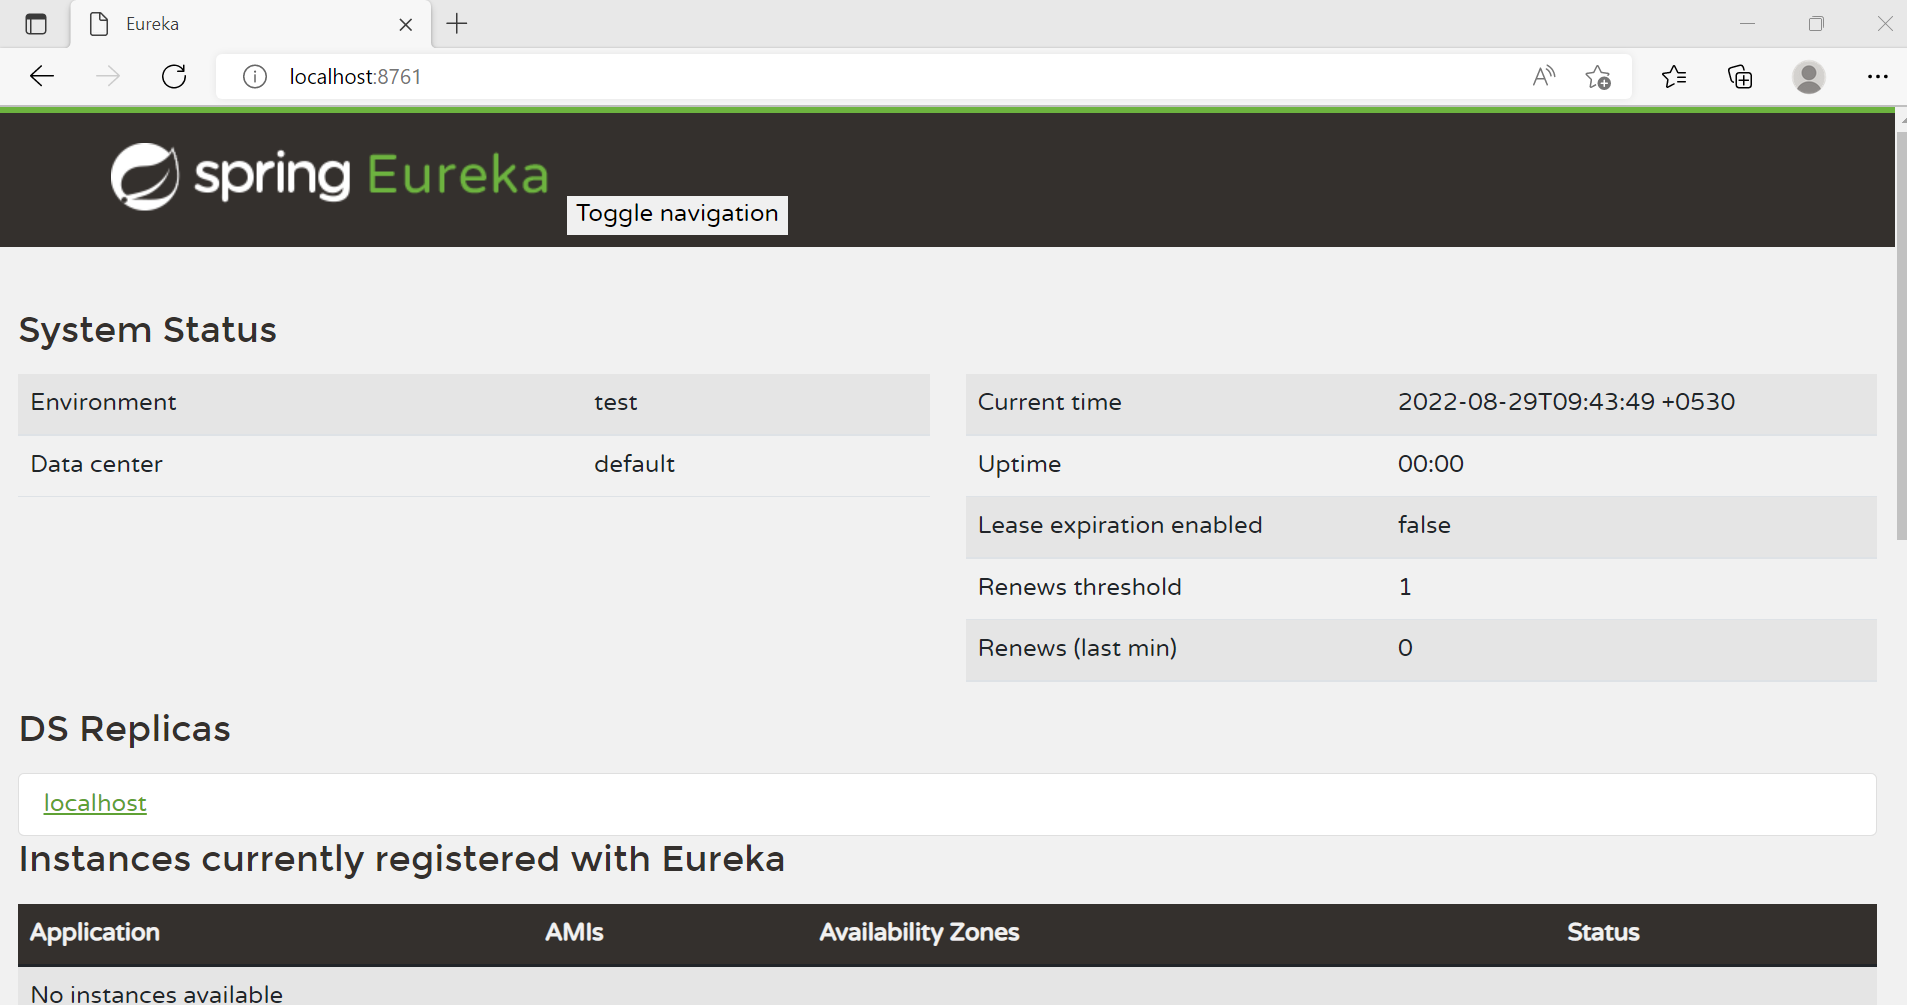 Eureka
localhost:8761
spring Eureka
Toggle navigation
System Status
Environment test
Data center default
Current time 2022-08-29T09:43:49 +0530
Uptime 00:00
Lease expiration enabled false
Renews threshold 1
Renews (last min) 0
DS Replicas
localhost
Instances currently registered with Eureka
Application AMIs Availability Zones Status
No instances available